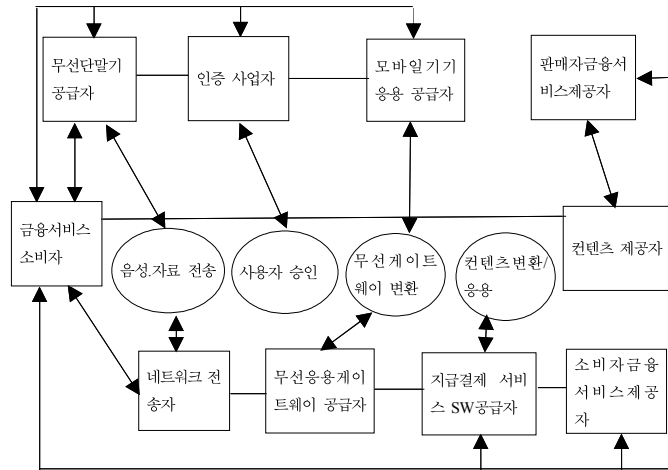 무선단말기
공급자
인증 사업자
모바일기기
응용 공급자
판매자금융서
비스제공자
금융서비스
소비자
음성.자료 전송
사용자 승인
무선게이트
웨이 변환
컨텐츠변환/
응용
컨텐츠 제공자
네트워크 전
송자
무선응용게이
트웨이 공급자
지급결제 서비
스 SW공급자
소비자금융
서비스제공
자